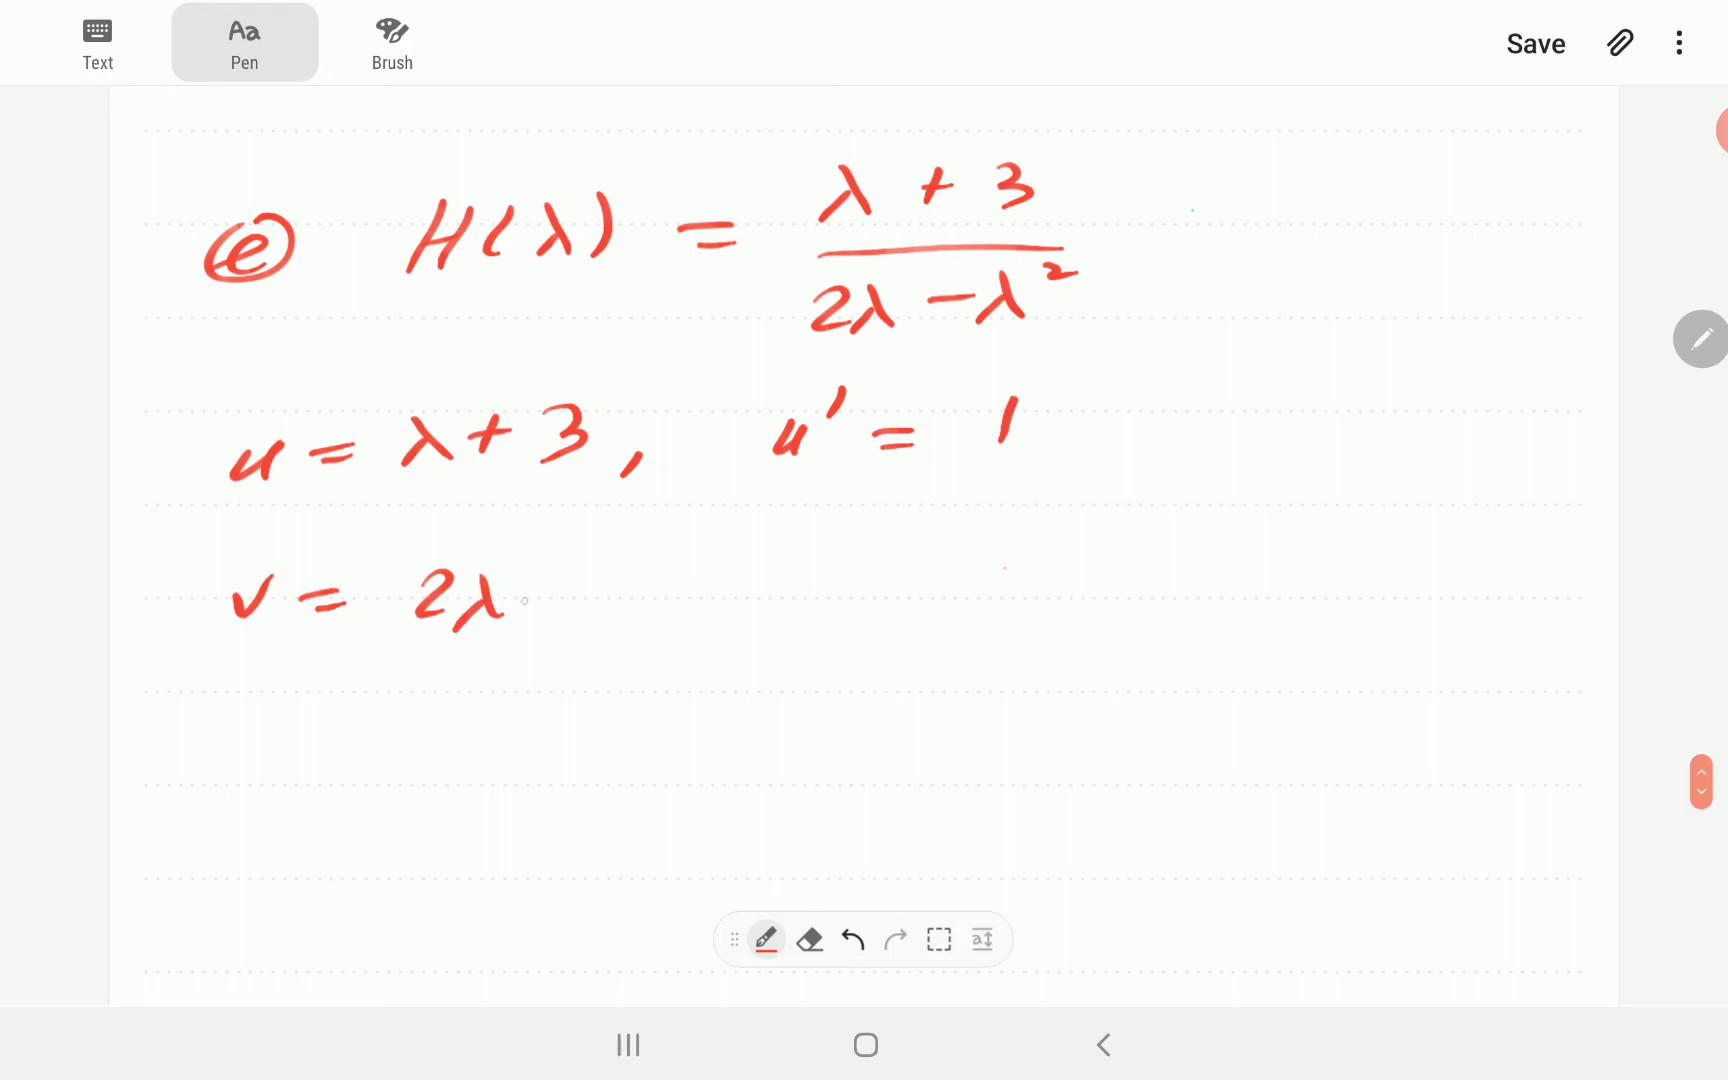 Text Pen Brush Save
ⓔ H(λ) = (λ + 3)/(2λ − λ²)
u = λ + 3, u' = 1
v = 2λ